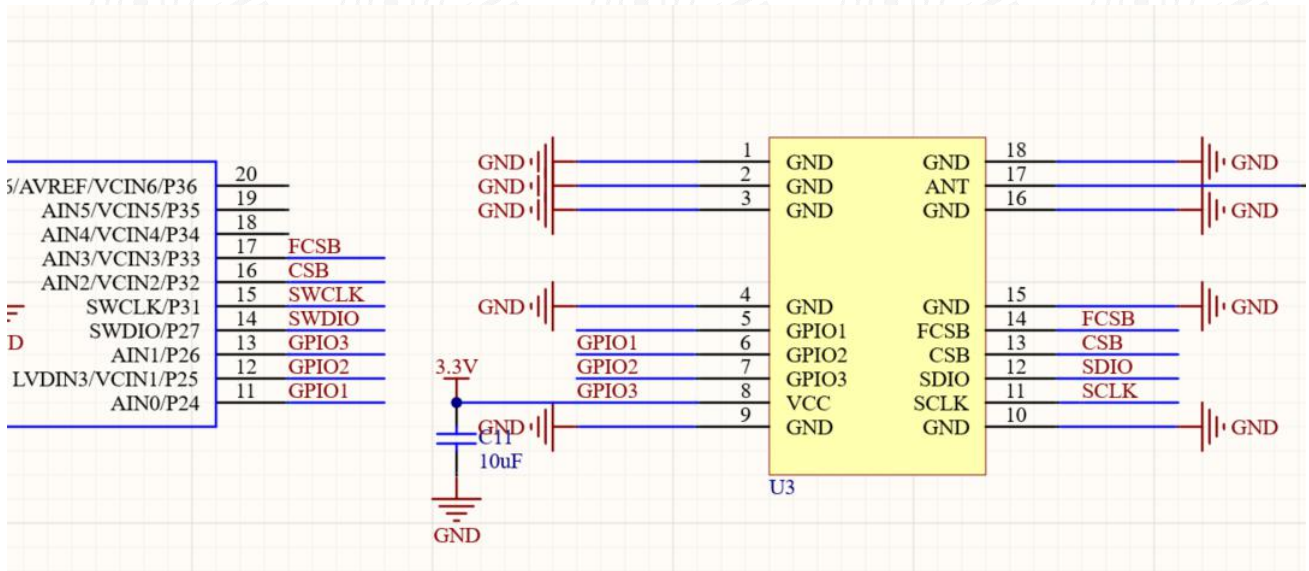 20
/AVREF/VCIN6/P36
19
AIN5/VCIN5/P35
18
AIN4/VCIN4/P34
17 FCSB
AIN3/VCIN3/P33
16 CSB
AIN2/VCIN2/P32
15 SWCLK
SWCLK/P31
14 SWDIO
SWDIO/P27
D
13 GPIO3
AIN1/P26
12 GPIO2
LVDIN3/VCIN1/P25
11 GPIO1
AIN0/P24
3.3V
C11
10uF
GND
1 18
GND GND GND GND
2 17
GND GND ANT
3 16
GND GND GND GND
4 15
GND GND GND GND
5 14 FCSB
GPIO1 FCSB
GPIO1 6 13 CSB
GPIO2 CSB
GPIO2 7 12 SDIO
GPIO3 SDIO
GPIO3 8 11 SCLK
VCC SCLK
9 10
GND GND GND GND
U3